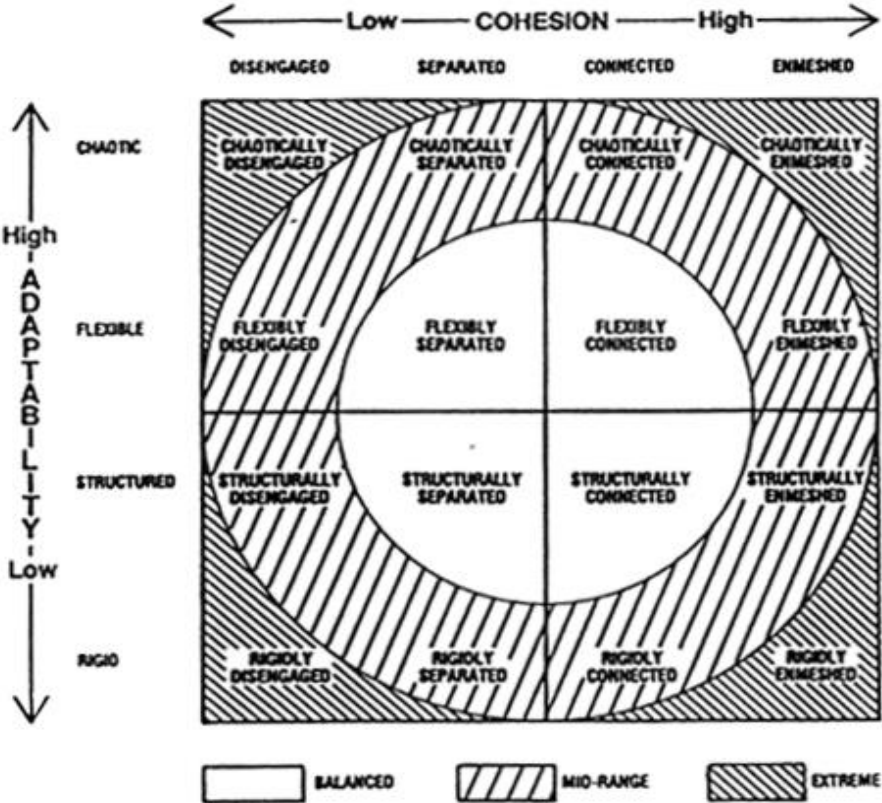 Low COHESION High
DISENGAGED SEPARATED CONNECTED ENMESHED
CHAOTIC
CHAOTICALLY DISENGAGED
CHAOTICALLY SEPARATED
CHAOTICALLY CONNECTED
CHAOTICALLY ENMESHED
High
ADAPTABILITY
FLEXIBLE
FLEXIBLY DISENGAGED
FLEXIBLY SEPARATED
FLEXIBLY CONNECTED
FLEXIBLY ENMESHED
STRUCTURED
STRUCTURALLY DISENGAGED
STRUCTURALLY SEPARATED
STRUCTURALLY CONNECTED
STRUCTURALLY ENMESHED
Low
RIGID
RIGIDLY DISENGAGED
RIGIDLY SEPARATED
RIGIDLY CONNECTED
RIGIDLY ENMESHED
BALANCED MID-RANGE EXTREME